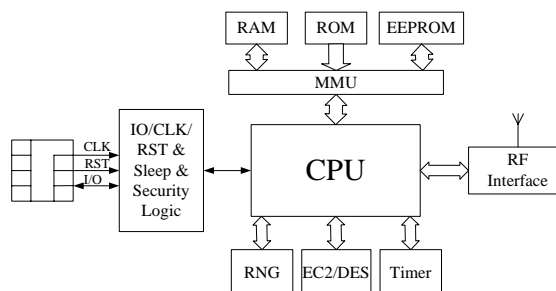 RAM
ROM
EEPROM
MMU
CLK
RST
I/O
IO/CLK/
RST &
Sleep &
Security
Logic
CPU
RF
Interface
RNG
EC2/DES
Timer